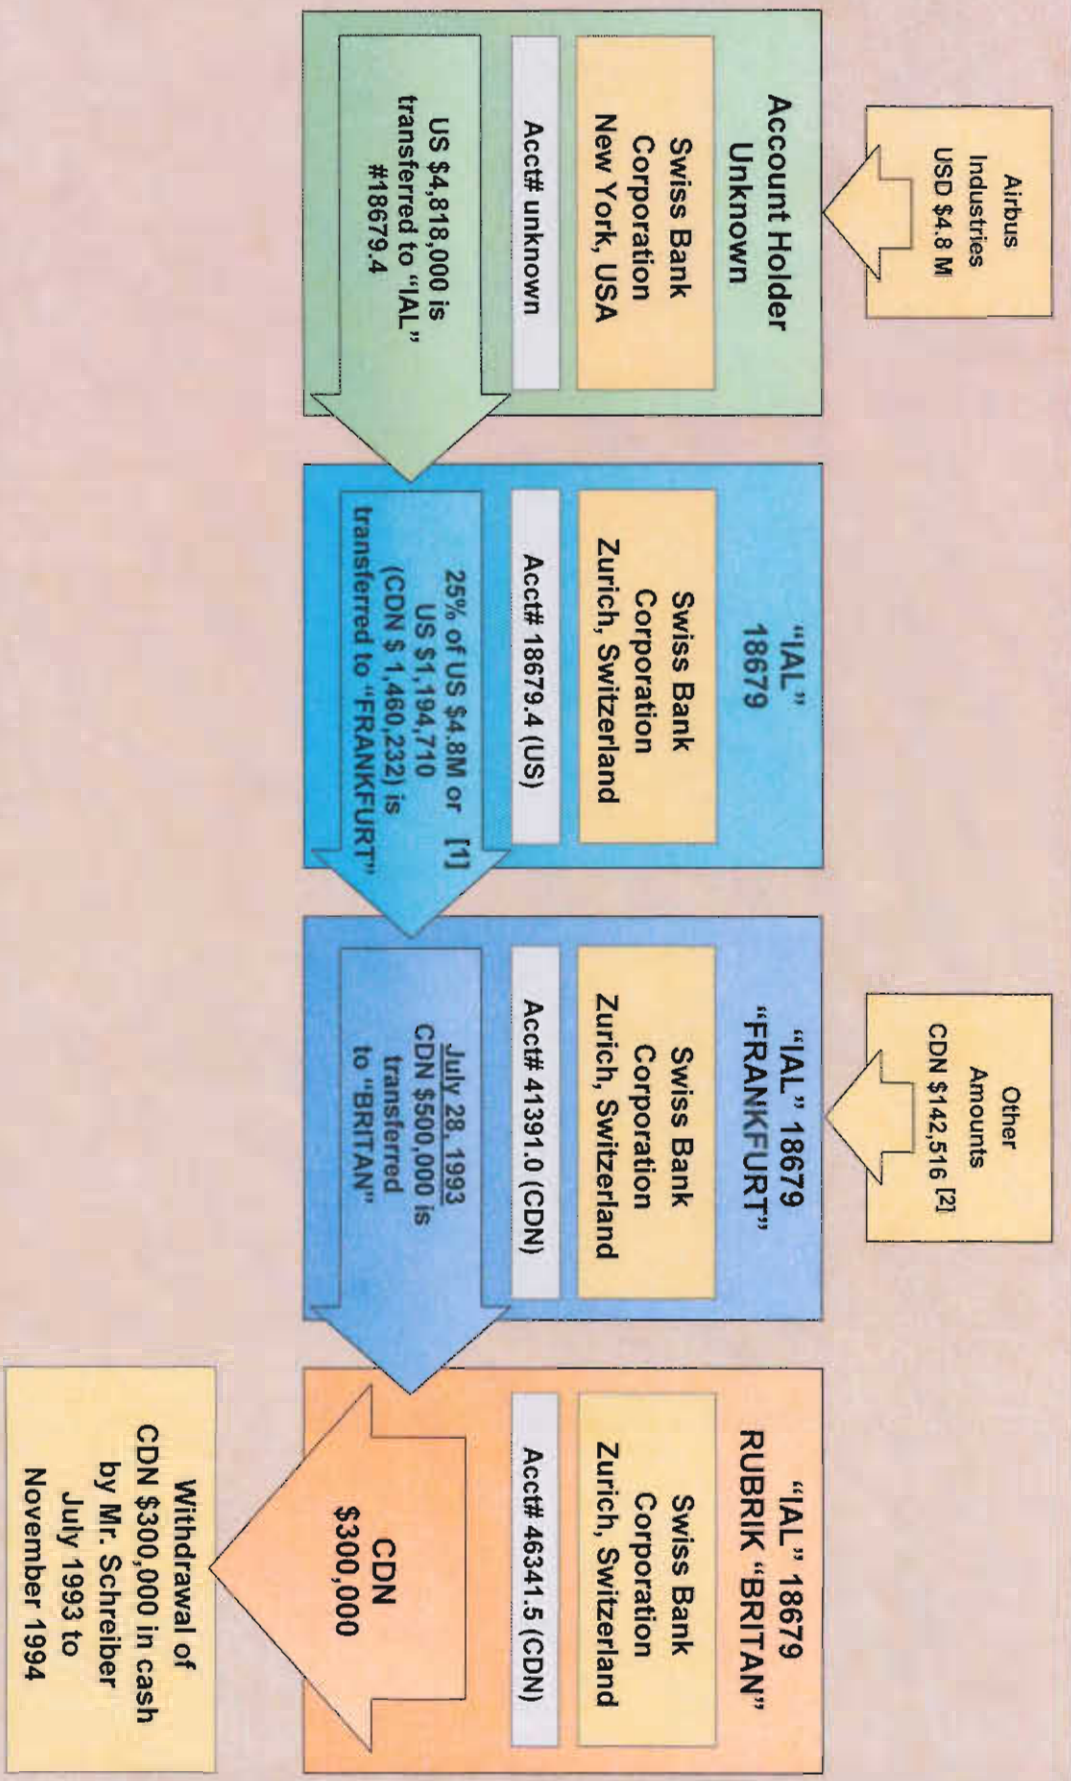 Airbus
Industries
USD $4.8 M
Account Holder
Unknown
Swiss Bank
Corporation
New York, USA
Acct# unknown
US $4,818,000 is
transferred to “IAL”
#18679.4
“IAL”
18679
Swiss Bank
Corporation
Zurich, Switzerland
Acct# 18679.4 (US)
25% of US $4.8M or [1]
US $1,194,710
(CDN $ 1,460,232) is
transferred to “FRANKFURT”
Other
Amounts
CDN $142,516 [2]
“IAL” 18679
“FRANKFURT”
Swiss Bank
Corporation
Zurich, Switzerland
Acct# 41391.0 (CDN)
July 28, 1993
CDN $500,000 is
transferred
to “BRITAN”
“IAL” 18679
RUBRIK “BRITAN”
Swiss Bank
Corporation
Zurich, Switzerland
Acct# 46341.5 (CDN)
CDN
$300,000
Withdrawal of
CDN $300,000 in cash
by Mr. Schreiber
July 1993 to
November 1994